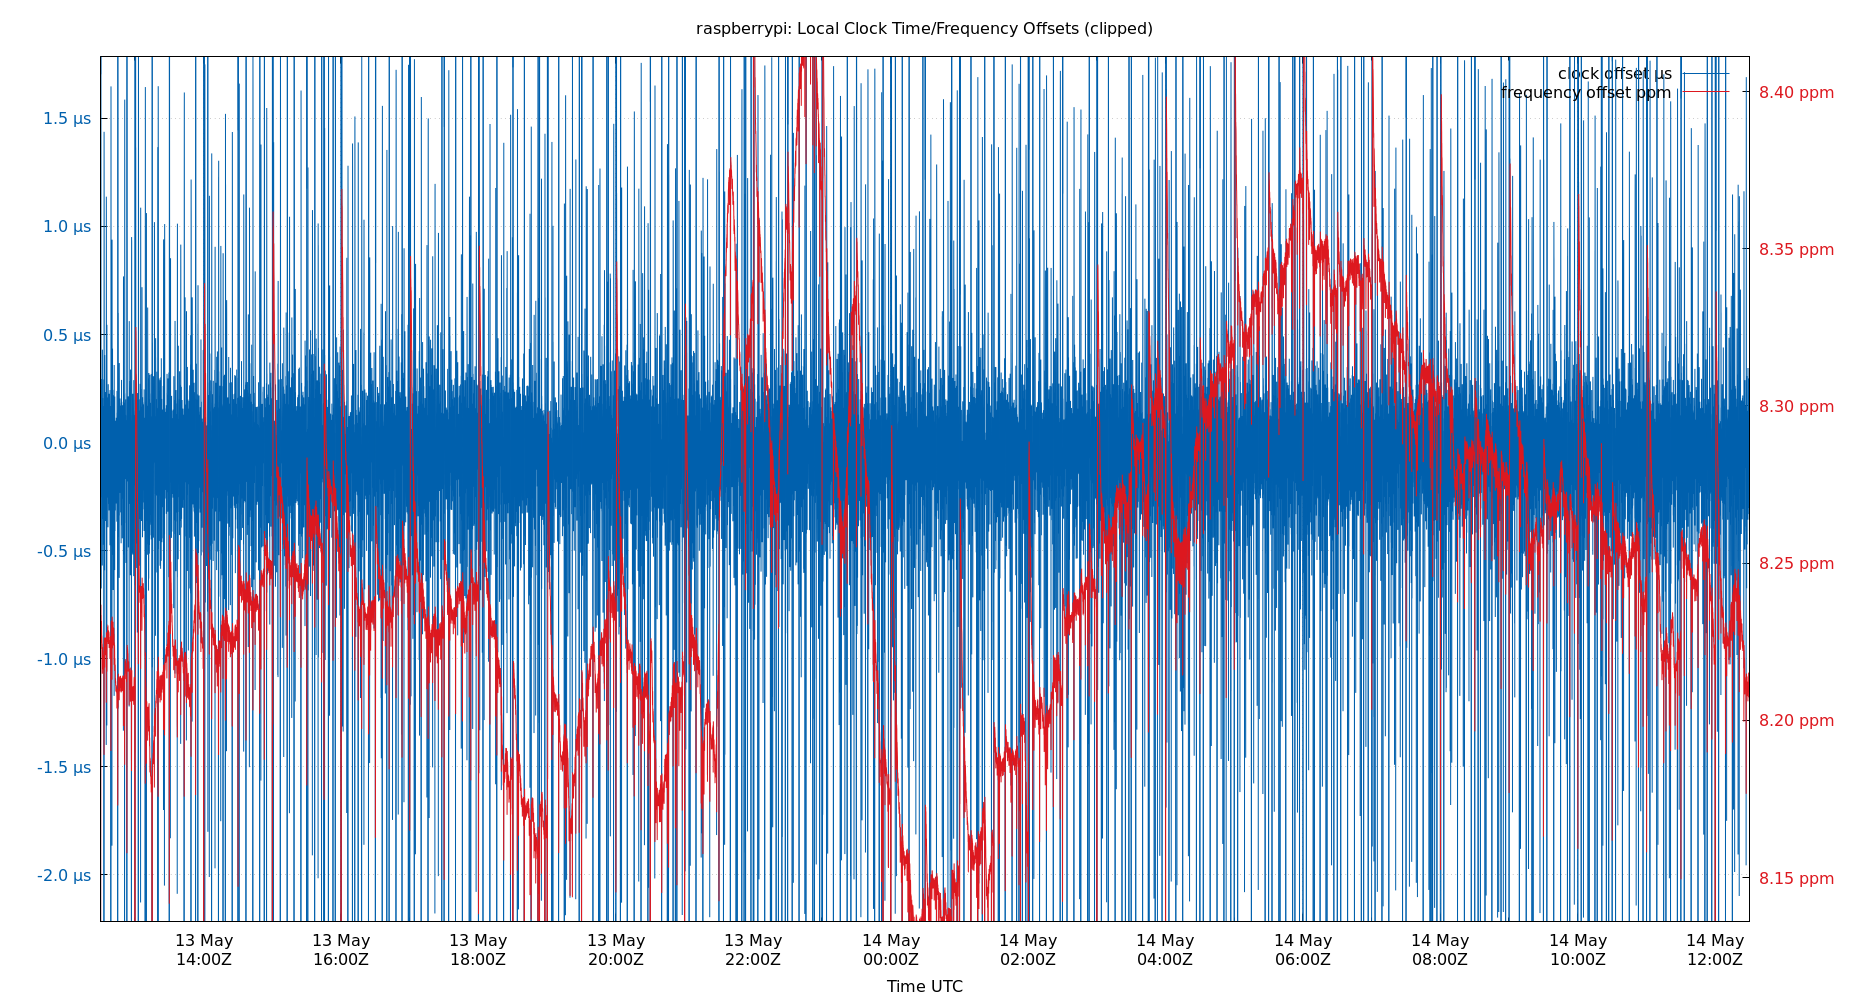 raspberrypi: Local Clock Time/Frequency Offsets (clipped)
clock offset µs
frequency offset ppm
1.5 µs
1.0 µs
0.5 µs
0.0 µs
-0.5 µs
-1.0 µs
-1.5 µs
-2.0 µs
8.40 ppm
8.35 ppm
8.30 ppm
8.25 ppm
8.20 ppm
8.15 ppm
13 May
14:00Z
13 May
16:00Z
13 May
18:00Z
13 May
20:00Z
13 May
22:00Z
14 May
00:00Z
14 May
02:00Z
14 May
04:00Z
14 May
06:00Z
14 May
08:00Z
14 May
10:00Z
14 May
12:00Z
Time UTC